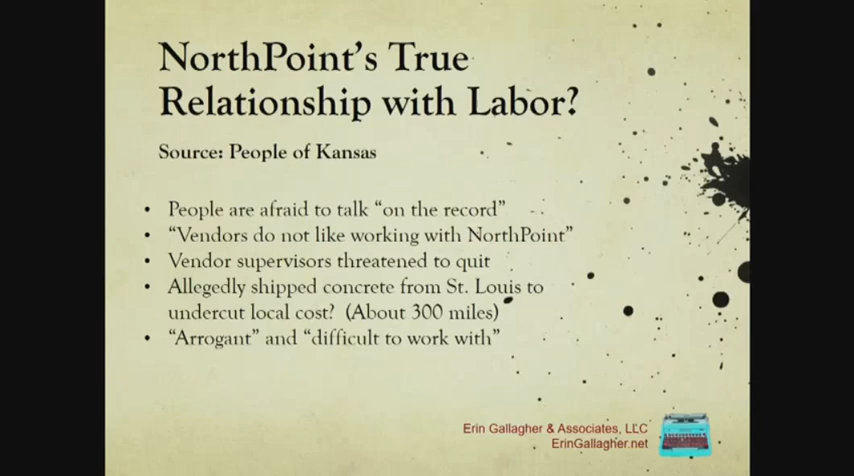 NorthPoint’s True
Relationship with Labor?
Source: People of Kansas
• People are afraid to talk “on the record”
• “Vendors do not like working with NorthPoint”
• Vendor supervisors threatened to quit
• Allegedly shipped concrete from St. Louis to
undercut local cost? (About 300 miles)
• “Arrogant” and “difficult to work with”
Erin Gallagher & Associates, LLC
ErinGallagher.net